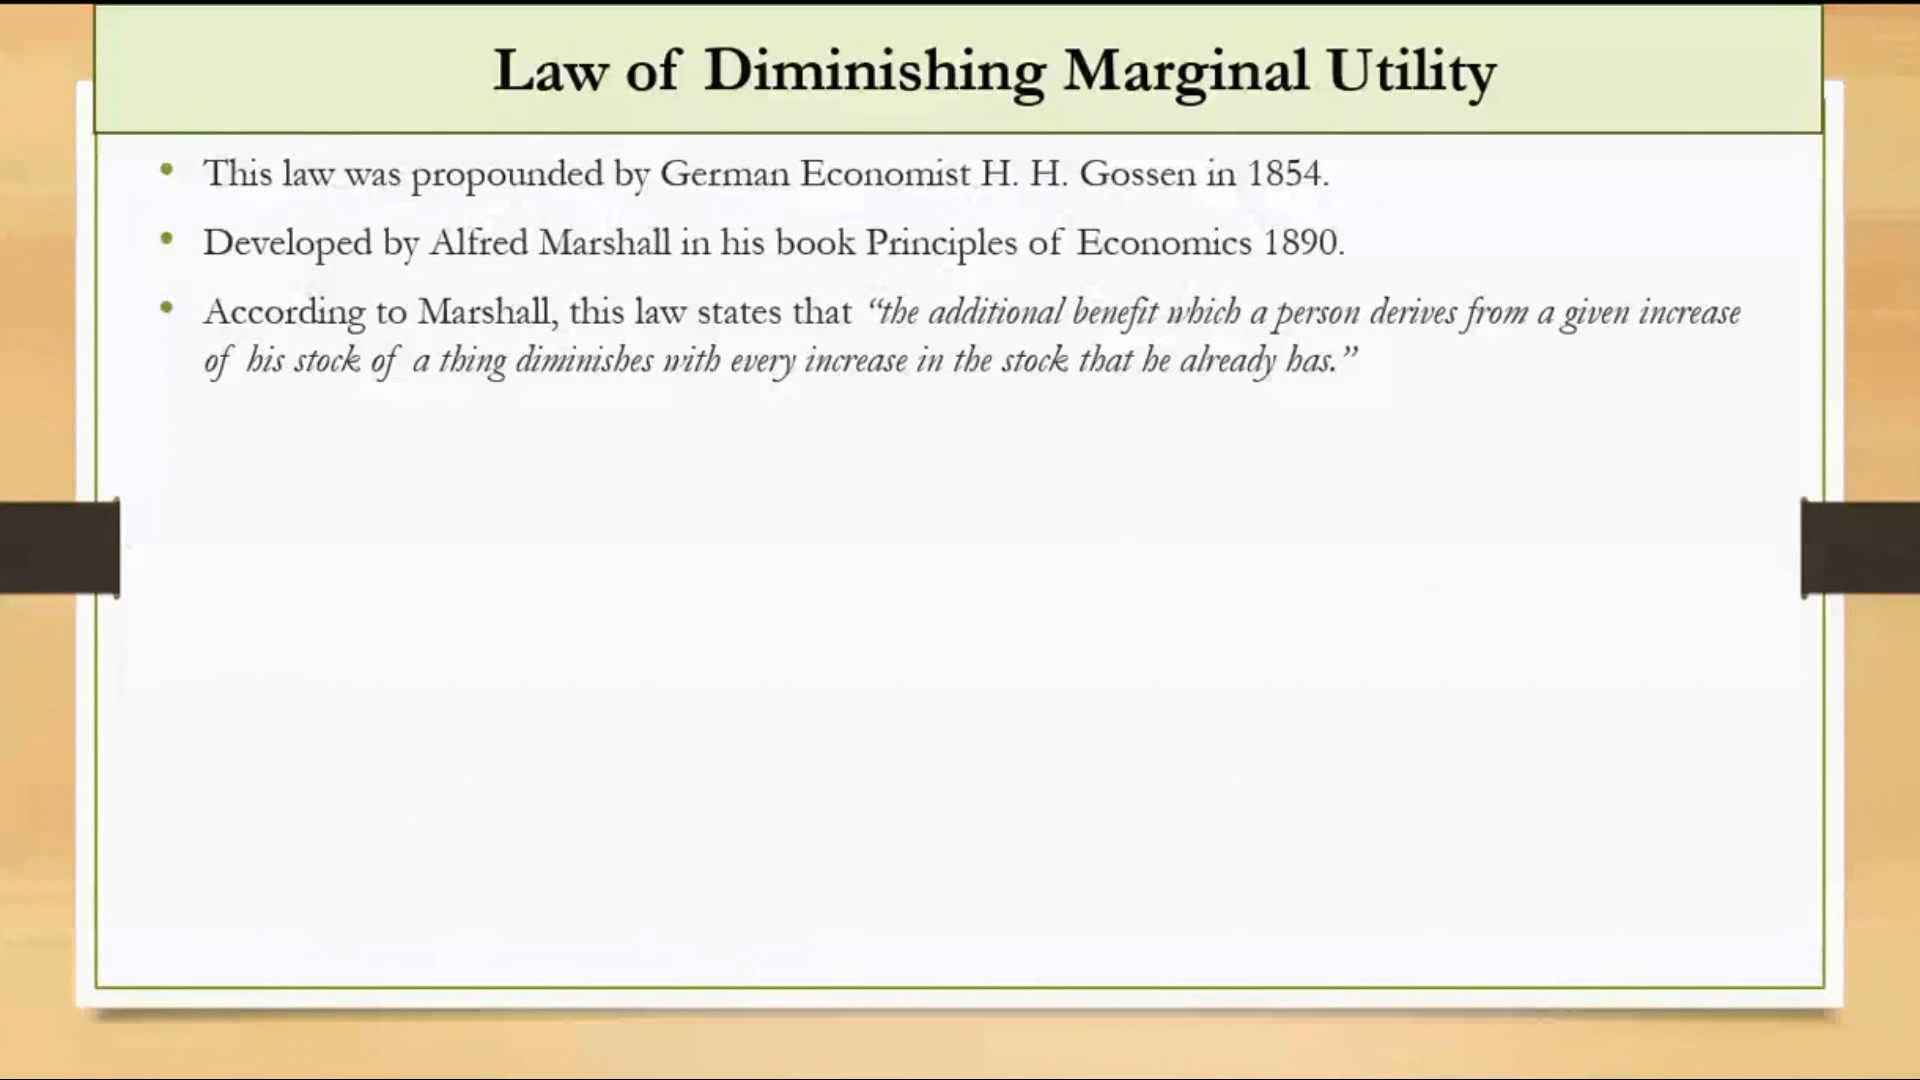 Law of Diminishing Marginal Utility
• This law was propounded by German Economist H. H. Gossen in 1854.
• Developed by Alfred Marshall in his book Principles of Economics 1890.
• According to Marshall, this law states that “the additional benefit which a person derives from a given increase
of his stock of a thing diminishes with every increase in the stock that he already has.”